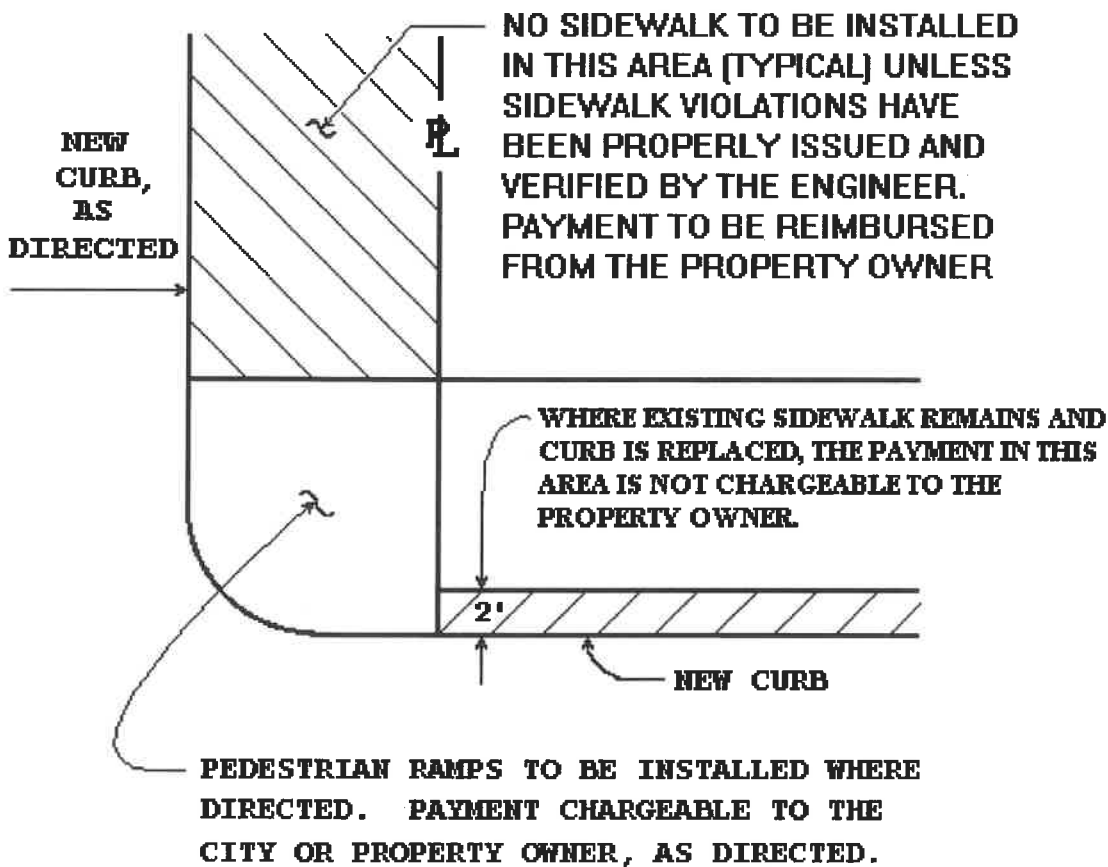 NO SIDEWALK TO BE INSTALLED
IN THIS AREA (TYPICAL) UNLESS
SIDEWALK VIOLATIONS HAVE
BEEN PROPERLY ISSUED AND
VERIFIED BY THE ENGINEER.
PAYMENT TO BE REIMBURSED
FROM THE PROPERTY OWNER
PL
NEW
CURB,
AS
DIRECTED
WHERE EXISTING SIDEWALK REMAINS AND
CURB IS REPLACED, THE PAYMENT IN THIS
AREA IS NOT CHARGEABLE TO THE
PROPERTY OWNER.
2'
NEW CURB
PEDESTRIAN RAMPS TO BE INSTALLED WHERE
DIRECTED. PAYMENT CHARGEABLE TO THE
CITY OR PROPERTY OWNER, AS DIRECTED.